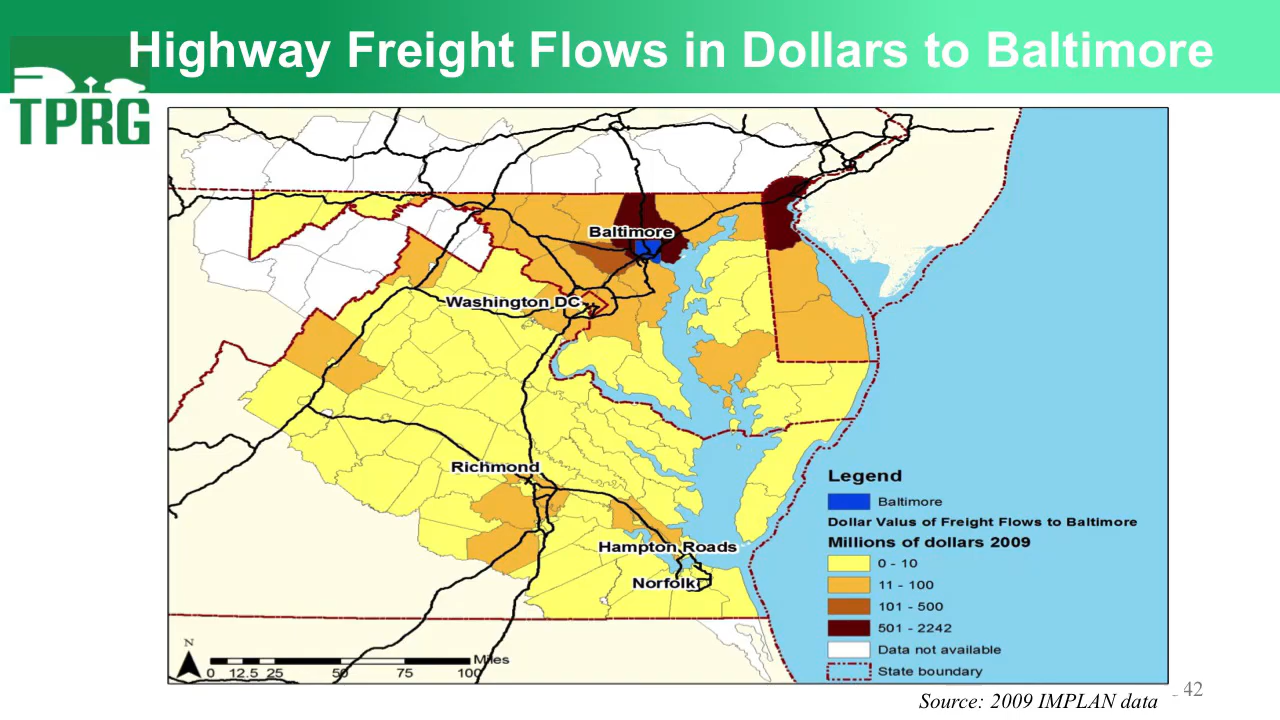 Highway Freight Flows in Dollars to Baltimore
TPRG
Baltimore
Washington DC
Richmond
Hampton Roads
Norfolk
Legend
Baltimore
Dollar Valus of Freight Flows to Baltimore
Millions of dollars 2009
0 - 10
11 - 100
101 - 500
501 - 2242
Data not available
State boundary
N
Miles
0 12.5 25 50 75 100
Source: 2009 IMPLAN data
42